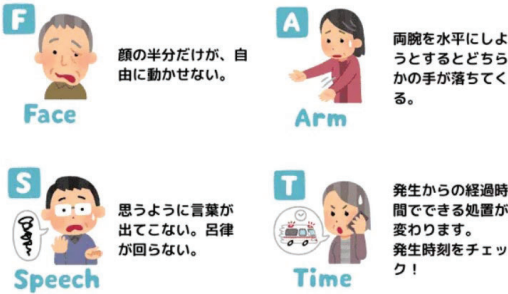 F
顔の半分だけが、自
由に動かせない。
Face
A
両腕を水平にしよ
うとするとどちら
かの手が落ちてく
る。
Arm
S
思うように言葉が
出てこない。呂律
が回らない。
Speech
T
発生からの経過時
間でできる処置が
変わります。
発生時刻をチェッ
ク！
Time